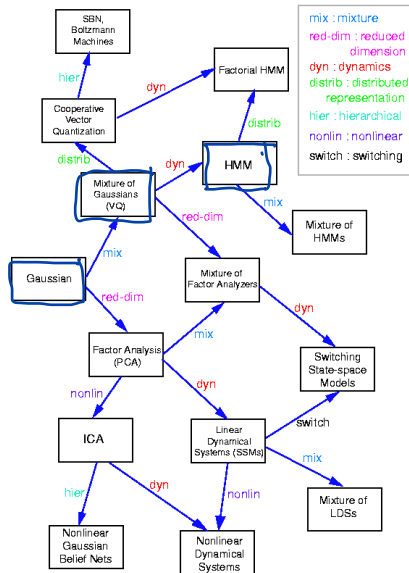 SBN,
Boltzmann
Machines
mix : mixture
red-dim : reduced
dimension
dyn : dynamics
distrib : distributed
representation
hier : hierarchical
nonlin : nonlinear
switch : switching
hier
dyn
Factorial HMM
Cooperative
Vector
Quantization
distrib
distrib
Mixture of
Gaussians
(VQ)
dyn
HMM
mix
red-dim
Mixture of
HMMs
mix
Gaussian
red-dim
Mixture of
Factor Analyzers
dyn
mix
Factor Analysis
(PCA)
Switching
State-space
Models
nonlin
dyn
switch
ICA
Linear
Dynamical
Systems (SSMs)
mix
hier
dyn
nonlin
Mixture of
LDSs
Nonlinear
Gaussian
Belief Nets
Nonlinear
Dynamical
Systems